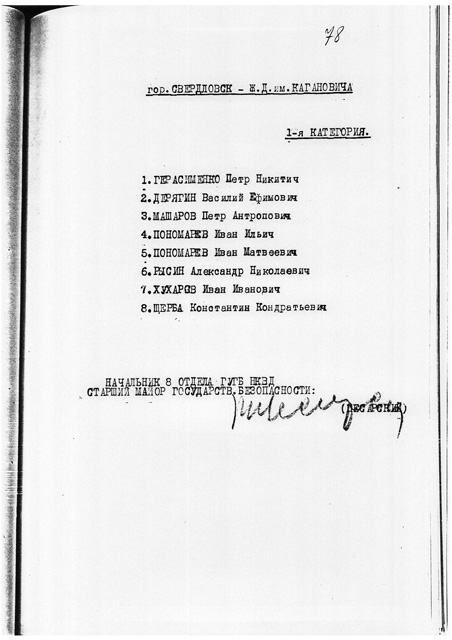 78
гор.СВЕРДЛОВСК - Ж.Д.им.КАГАНОВИЧА
1-я КАТЕГОРИЯ.
1.ГЕРАСИМЕНКО Петр Никитич
2.ДЕРЯГИН Василий Ефимович
3.МАШАРОВ Петр Антропович
4.ПОНОМАРЕВ Иван Ильич
5.ПОНОМАРЕВ Иван Матвеевич
6.РЫСИН Александр Николаевич
7.ХУХАРЕВ Иван Иванович
8.ЩЕРБА Константин Кондратьевич
НАЧАЛЬНИК 8 ОТДЕЛА ГУГБ НКВД
СТАРШИЙ МАЙОР ГОСУДАРСТВ.БЕЗОПАСНОСТИ:
(ЦЕСАРСКИЙ)